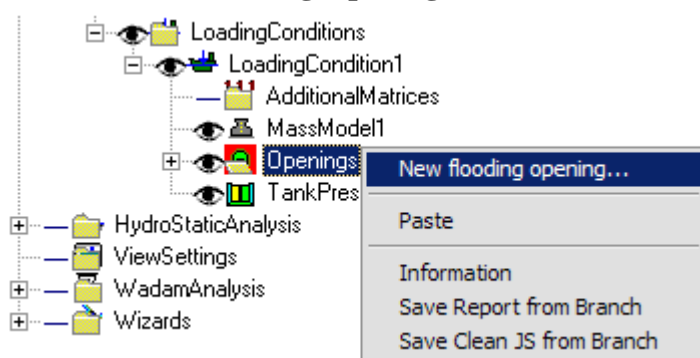 LoadingConditions
LoadingCondition1
AdditionalMatrices
MassModel1
Openings
New flooding opening...
TankPres
HydroStaticAnalysis
Paste
ViewSettings
Information
WadamAnalysis
Save Report from Branch
Wizards
Save Clean JS from Branch